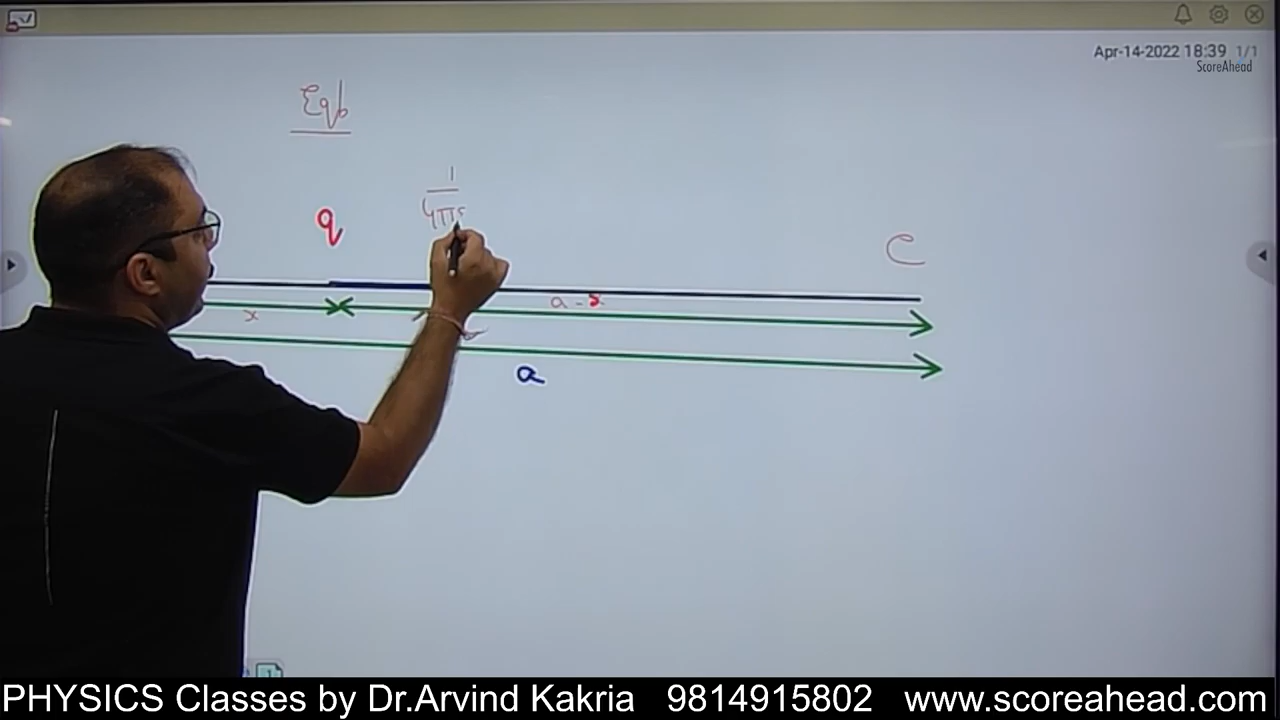 Apr-14-2022 18:39 1/1
ScoreAhead
Eqb
1
4πε
q
C
x
a - x
a
1
PHYSICS Classes by Dr.Arvind Kakria 9814915802 www.scoreahead.com